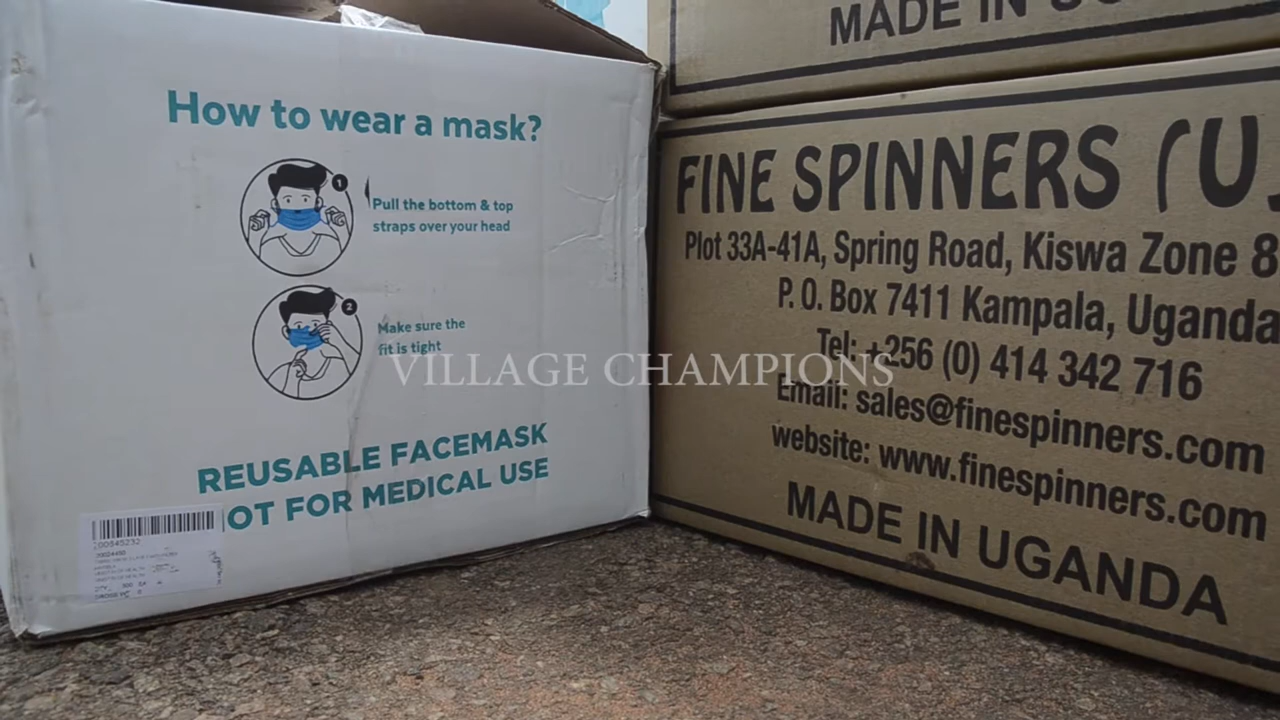 How to wear a mask?
1
Pull the bottom & top
straps over your head
2
Make sure the
fit is tight
REUSABLE FACEMASK
OT FOR MEDICAL USE
QTY
MADE IN
FINE SPINNERS (U
Plot 33A-41A, Spring Road, Kiswa Zone 8
P. O. Box 7411 Kampala, Uganda
Tel: +256 (0) 414 342 716
Email: sales@finespinners.com
website: www.finespinners.com
MADE IN UGANDA
VILLAGE CHAMPIONS